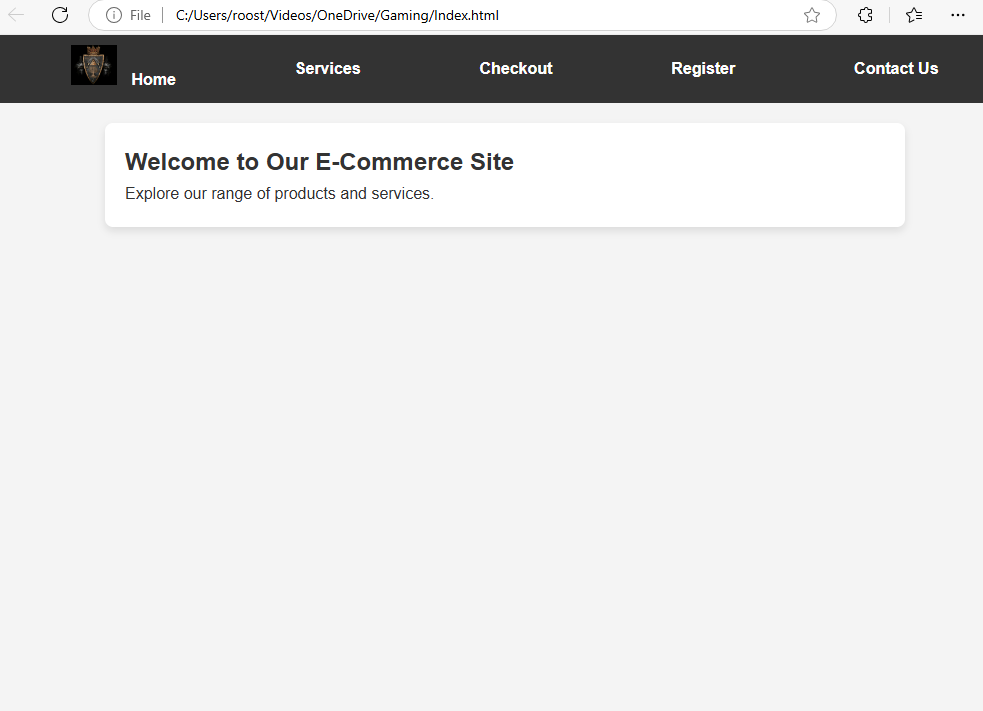 File C:/Users/roost/Videos/OneDrive/Gaming/Index.html
Home Services Checkout Register Contact Us
Welcome to Our E-Commerce Site
Explore our range of products and services.